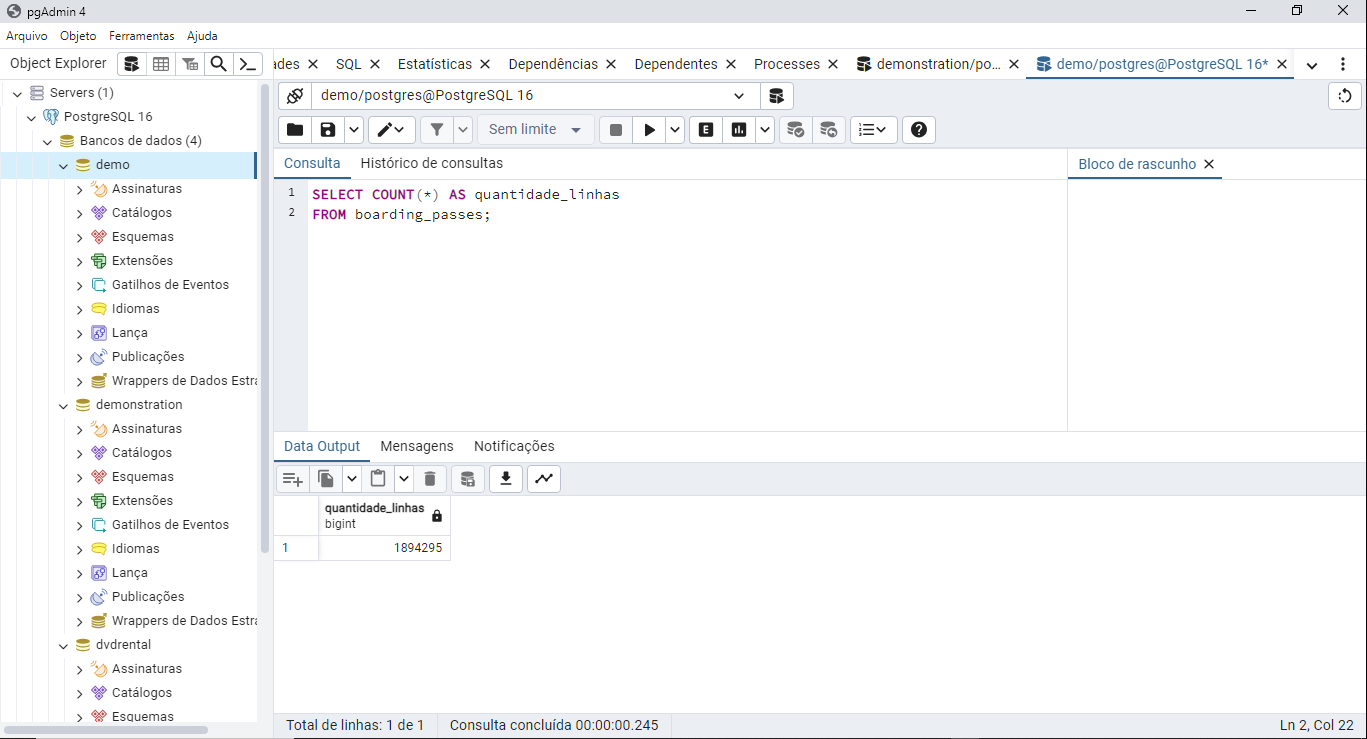 pgAdmin 4
Arquivo Objeto Ferramentas Ajuda
Object Explorer
ades SQL Estatísticas Dependências Dependentes Processes demonstration/po... demo/postgres@PostgreSQL 16*
Servers (1)
PostgreSQL 16
Bancos de dados (4)
demo
Assinaturas
Catálogos
Esquemas
Extensões
Gatilhos de Eventos
Idiomas
Lança
Publicações
Wrappers de Dados Estra
demonstration
Assinaturas
Catálogos
Esquemas
Extensões
Gatilhos de Eventos
Idiomas
Lança
Publicações
Wrappers de Dados Estra
dvdrental
Assinaturas
Catálogos
Esquemas
demo/postgres@PostgreSQL 16
Sem limite
E
Consulta Histórico de consultas
Bloco de rascunho
1 SELECT COUNT(*) AS quantidade_linhas
2 FROM boarding_passes;
Data Output Mensagens Notificações
quantidade_linhas
bigint
1 1894295
Total de linhas: 1 de 1 Consulta concluída 00:00:00.245 Ln 2, Col 22